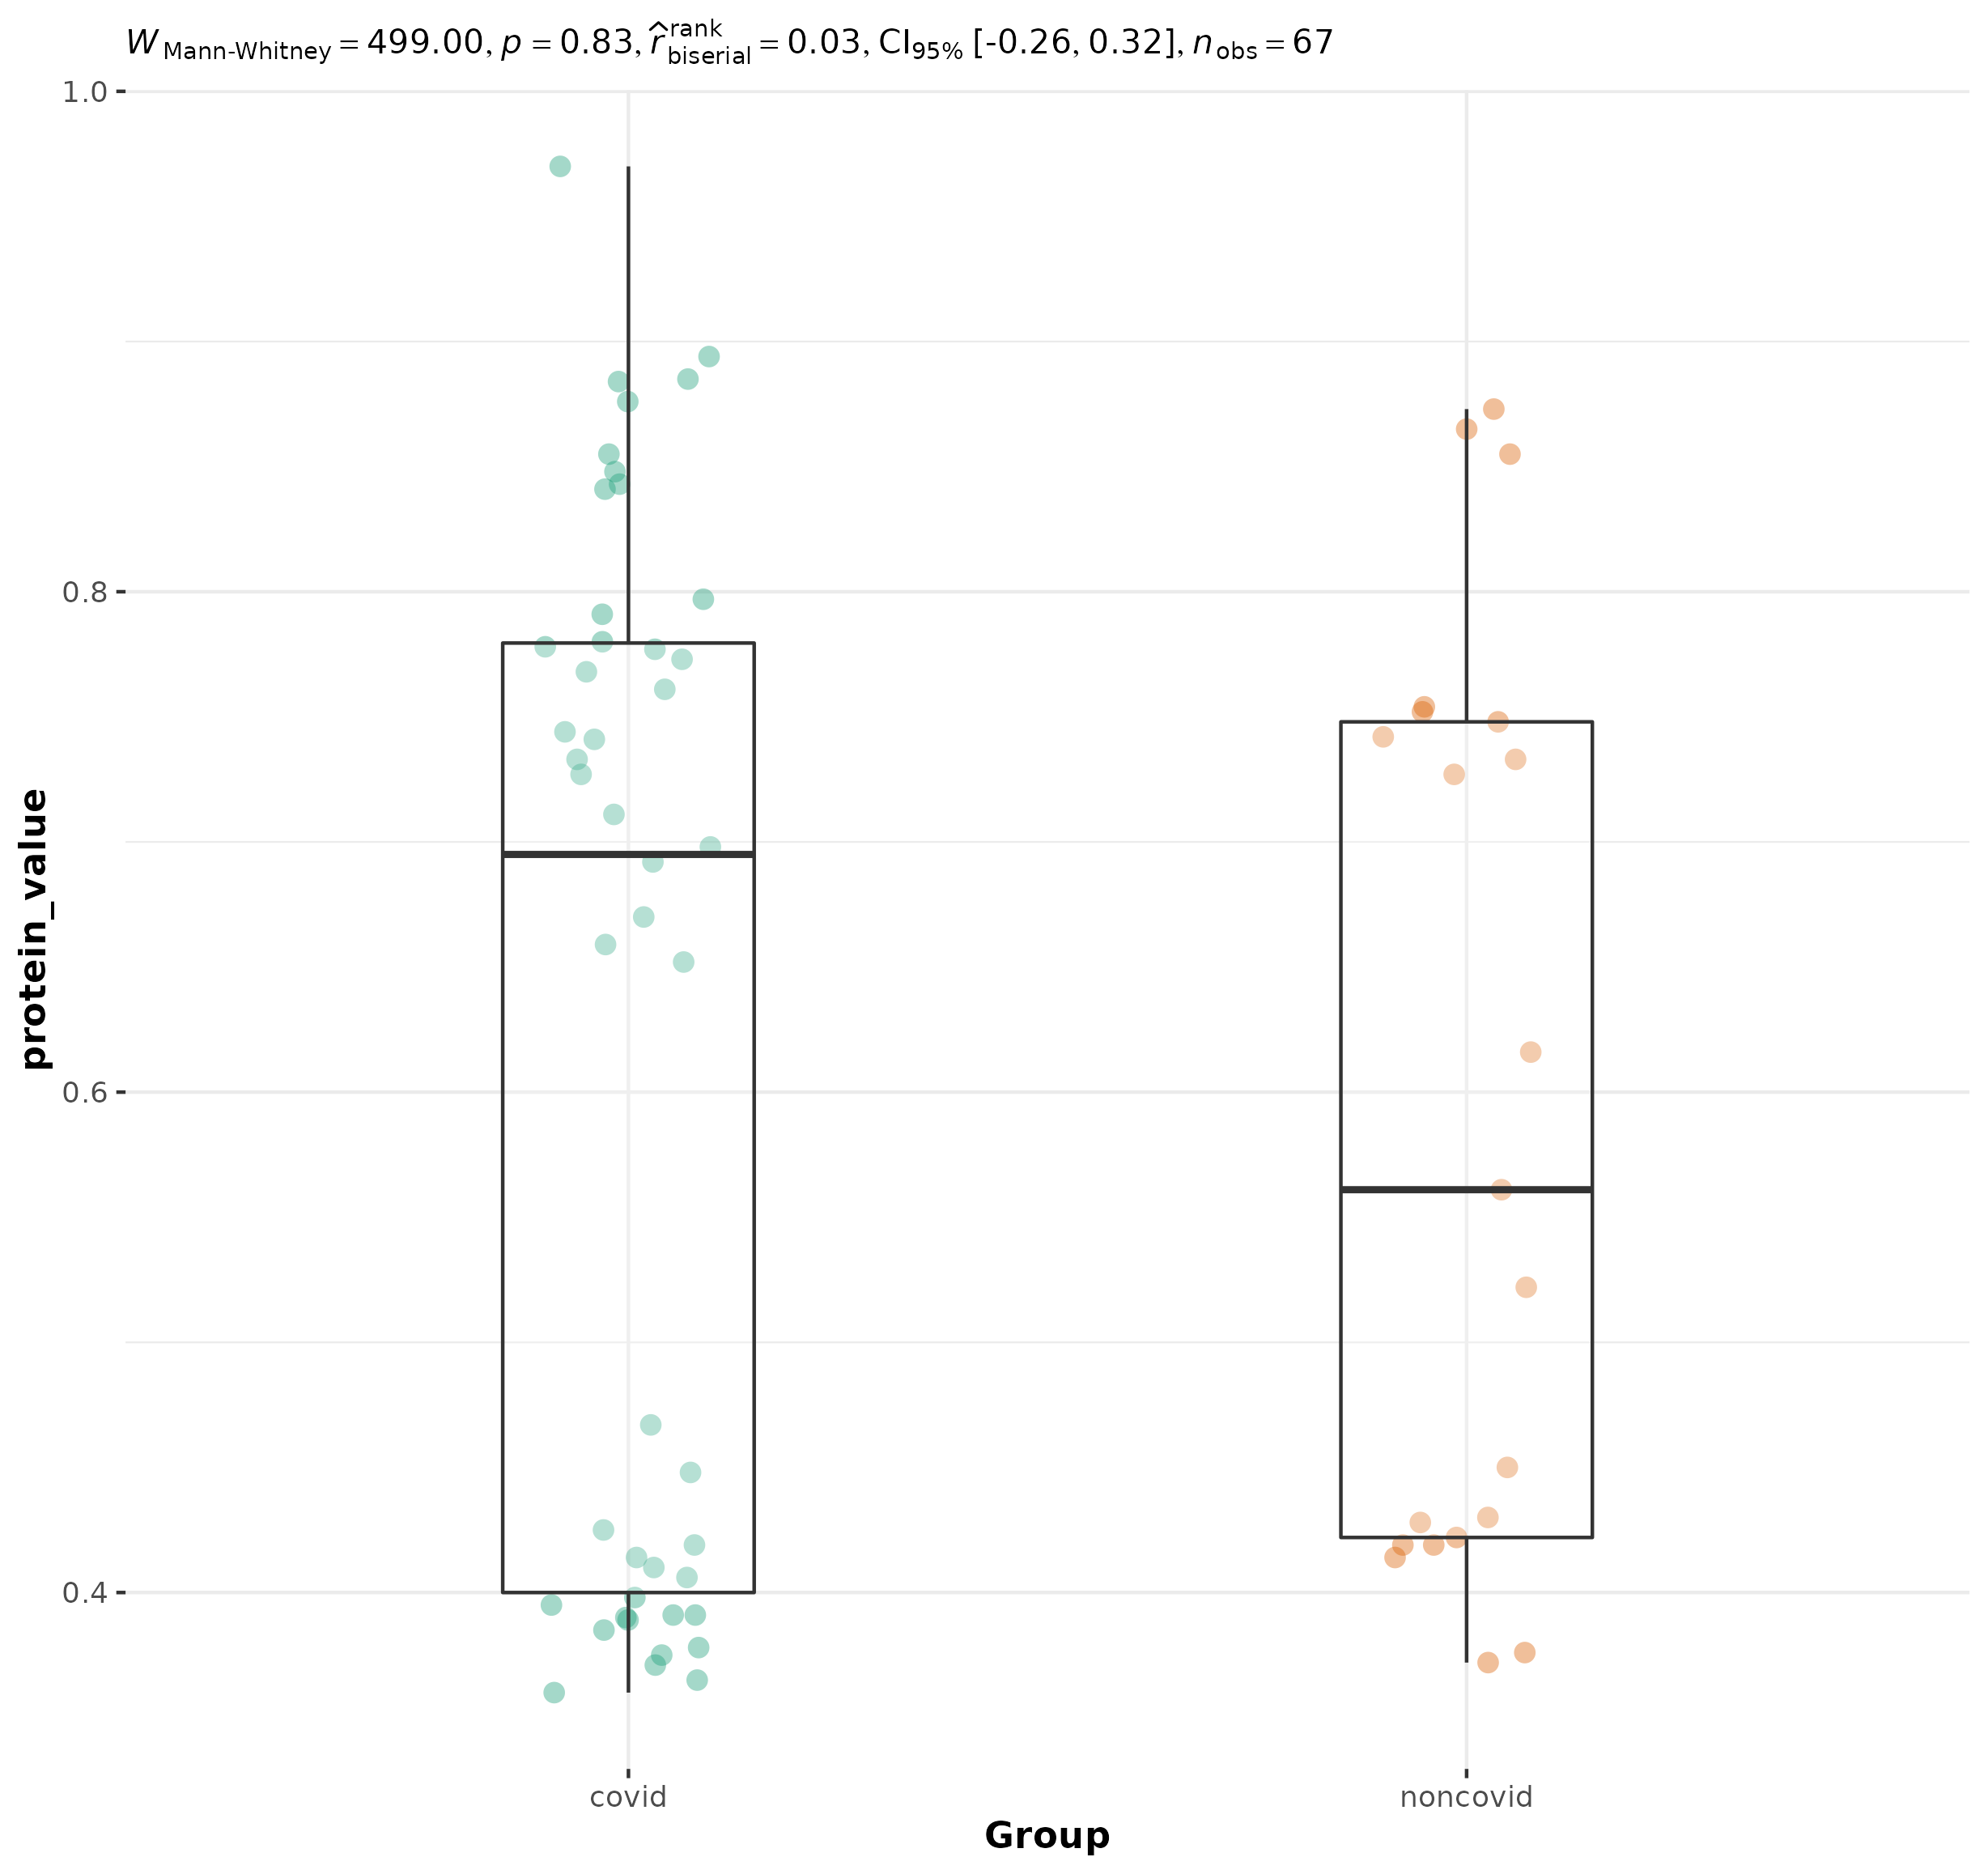 W Mann-Whitney = 499.00, p = 0.83, r̂ rank biserial = 0.03, CI95% [-0.26, 0.32], n obs = 67
1.0
0.8
0.6
0.4
protein_value
covid noncovid
Group